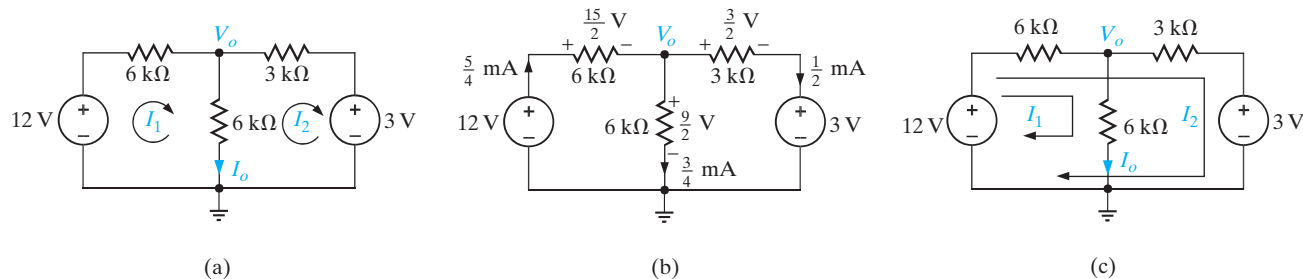 V_o
6 kΩ
3 kΩ
12 V
+
−
I_1
6 kΩ
I_2
+
−
3 V
I_o
(a)
15/2 V
3/2 V
+ − V_o + −
5/4 mA
6 kΩ
3 kΩ
1/2 mA
12 V
+
−
6 kΩ
+
9/2 V
−
3/4 mA
+
−
3 V
(b)
6 kΩ
V_o
3 kΩ
12 V
+
−
I_1
6 kΩ
I_2
+
−
3 V
I_o
(c)